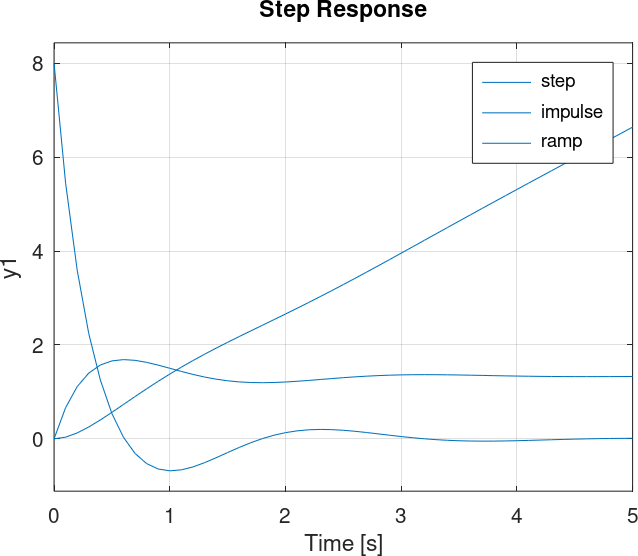 Step Response
step
impulse
ramp
8
6
4
2
0
y1
0 1 2 3 4 5
Time [s]